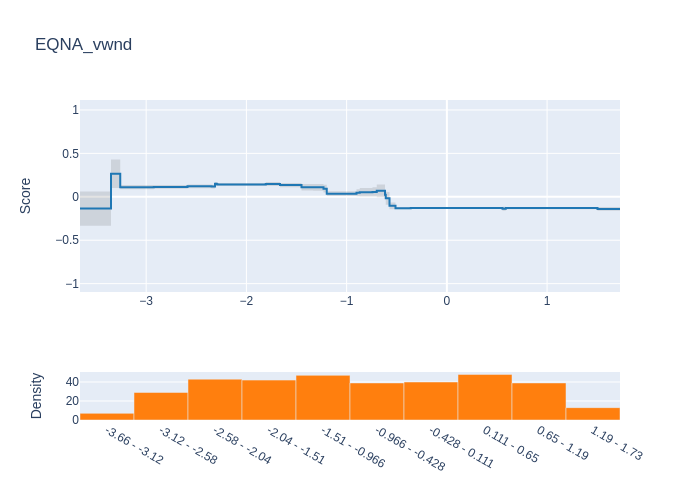 EQNA_vwnd
Score
1
0.5
0
−0.5
−1
−3
−2
−1
0
1
Density
40
20
0
-3.66 - -3.12
-3.12 - -2.58
-2.58 - -2.04
-2.04 - -1.51
-1.51 - -0.966
-0.966 - -0.428
-0.428 - 0.111
0.111 - 0.65
0.65 - 1.19
1.19 - 1.73